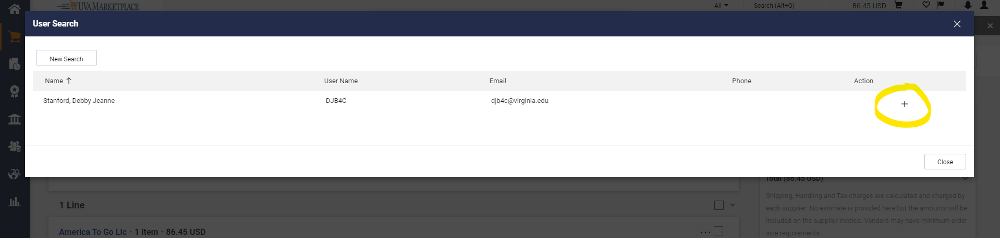 UVA MARKETPLACE
All
Search (Alt+Q)
86.45 USD
User Search
New Search
Name
User Name
Email
Phone
Action
Stanford, Debby Jeanne
DJB4C
djb4c@virginia.edu
Close
Total (86.45 USD)
1 Line
Shipping, Handling and Tax charges are calculated and charged by
each supplier. No estimate is provided here but the amounts will be
included on the supplier invoice. Vendors may have minimum order
size requirements.
America To Go Llc · 1 Item · 86.45 USD